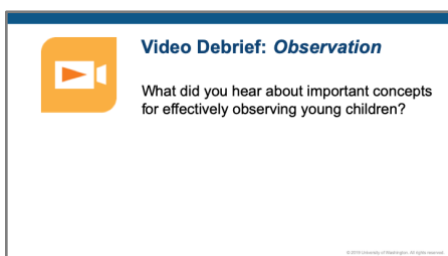 Video Debrief: Observation
What did you hear about important concepts
for effectively observing young children?
© 2019 University of Washington. All rights reserved.